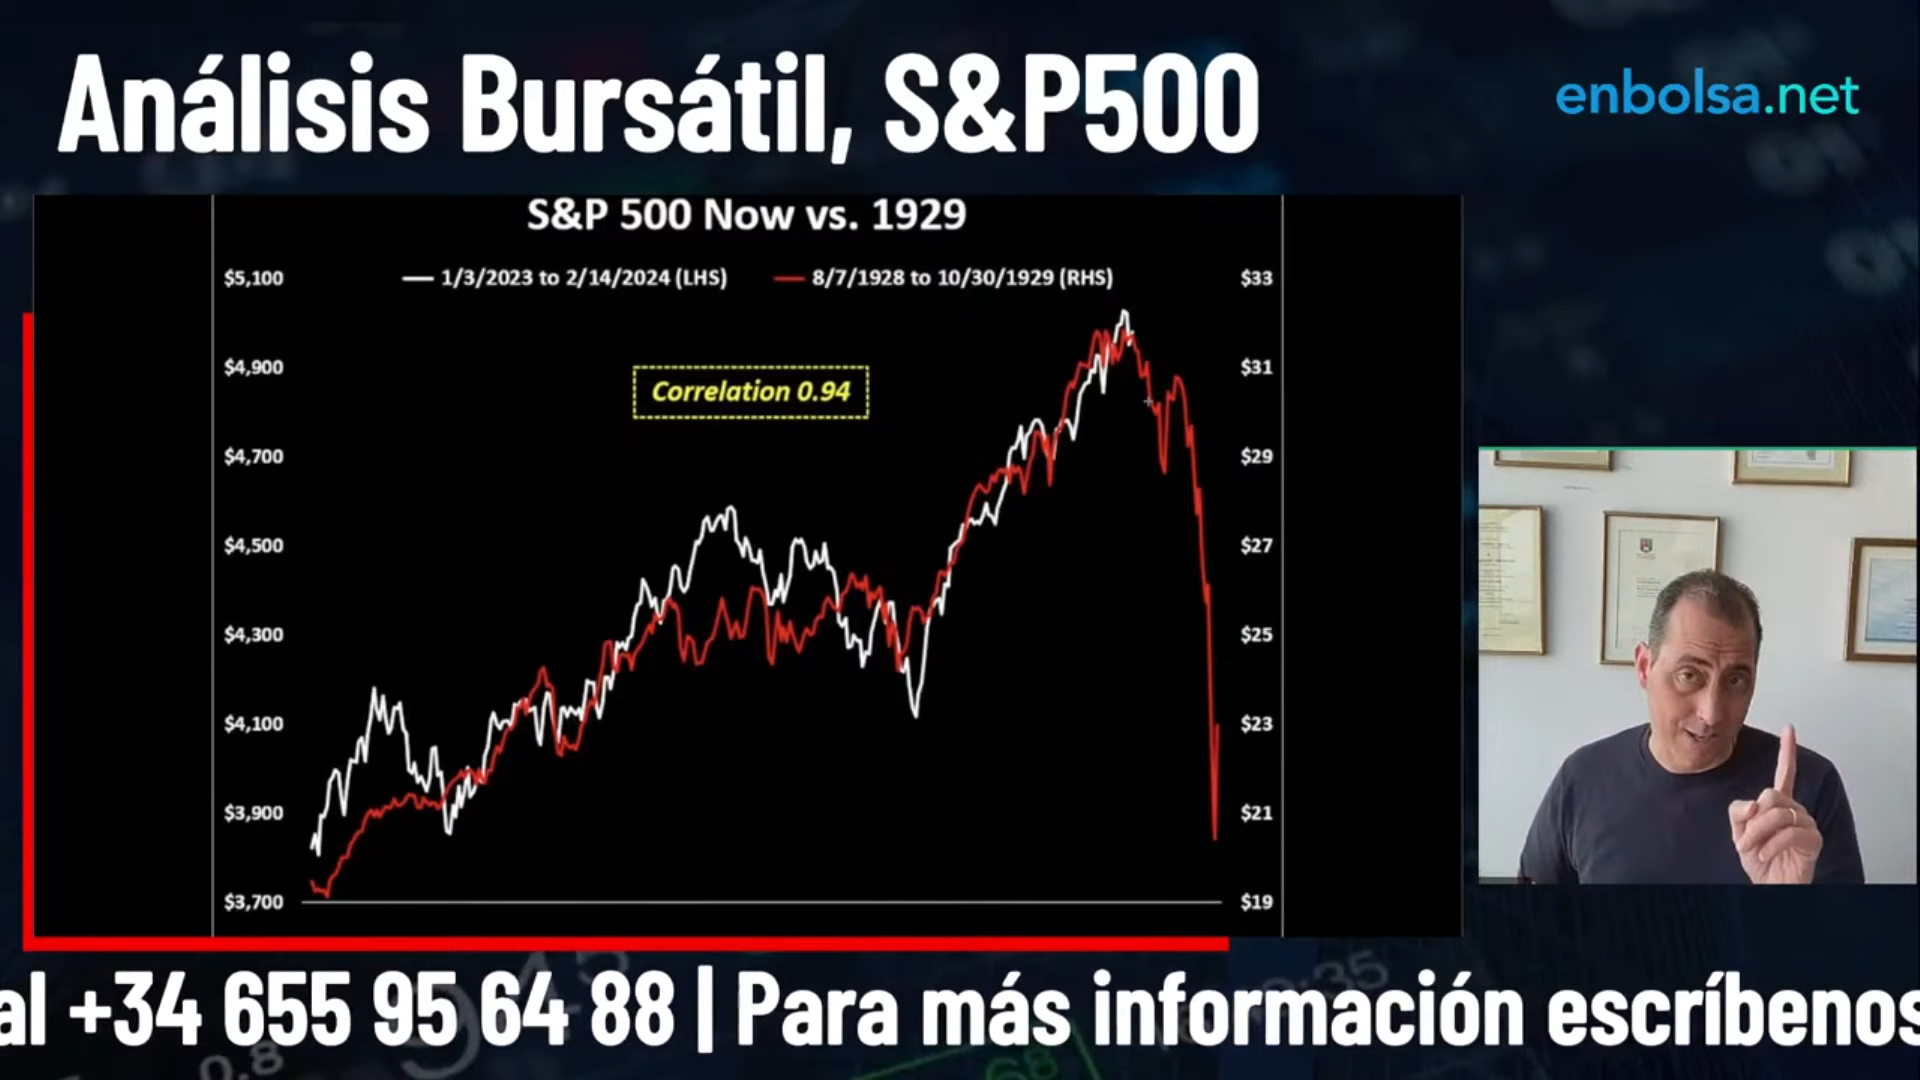 Análisis Bursátil, S&P500
enbolsa.net
S&P 500 Now vs. 1929
1/3/2023 to 2/14/2024 (LHS)
8/7/1928 to 10/30/1929 (RHS)
Correlation 0.94
$5,100
$4,900
$4,700
$4,500
$4,300
$4,100
$3,900
$3,700
$33
$31
$29
$27
$25
$23
$21
$19
al +34 655 95 64 88 | Para más información escríbenos